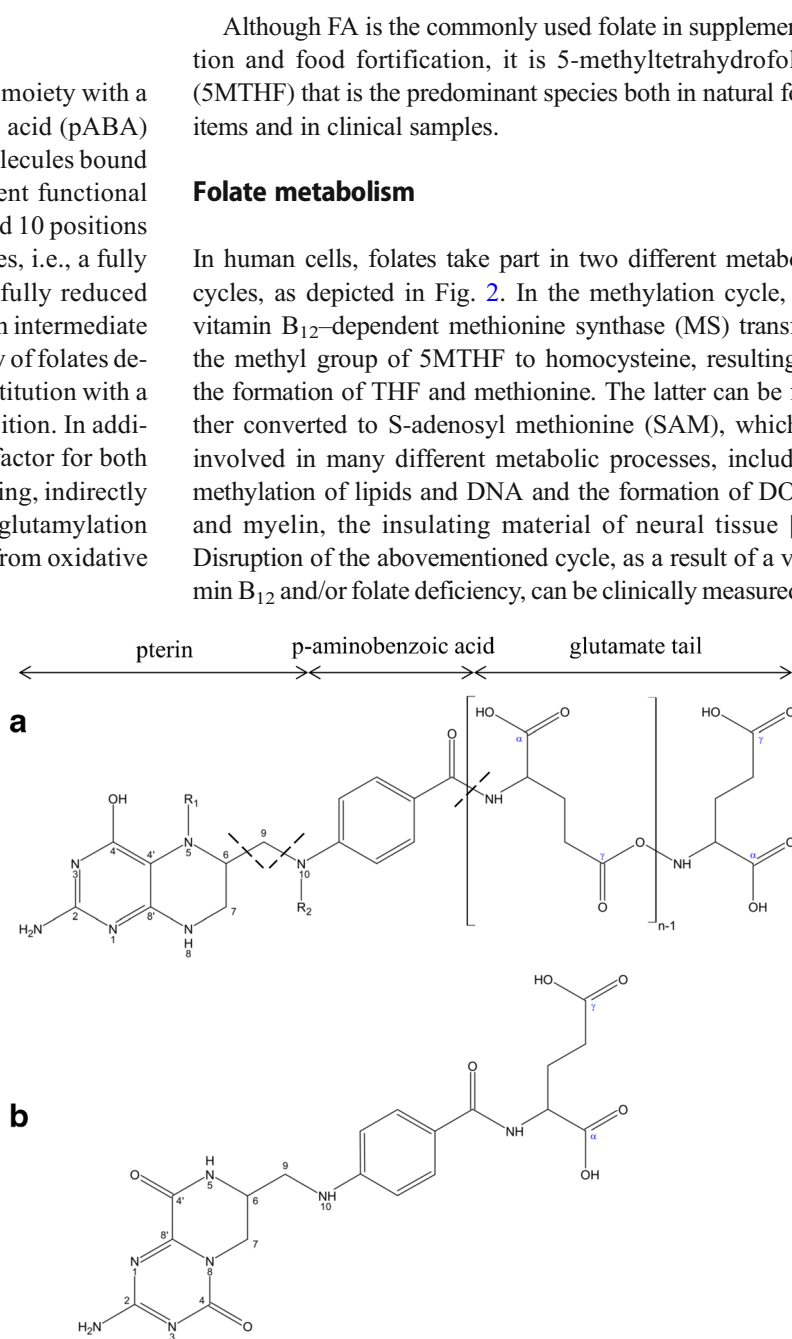 moiety with a
acid (pABA)
lecules bound
ent functional
d 10 positions
es, i.e., a fully
fully reduced
n intermediate
y of folates de-
titution with a
ition. In addi-
factor for both
ing, indirectly
glutamylation
from oxidative
Although FA is the commonly used folate in supplemen
tion and food fortification, it is 5-methyltetrahydrofol
(5MTHF) that is the predominant species both in natural fo
items and in clinical samples.
Folate metabolism
In human cells, folates take part in two different metabo
cycles, as depicted in Fig. 2. In the methylation cycle,
vitamin B₁₂–dependent methionine synthase (MS) transf
the methyl group of 5MTHF to homocysteine, resulting
the formation of THF and methionine. The latter can be f
ther converted to S-adenosyl methionine (SAM), which
involved in many different metabolic processes, includ
methylation of lipids and DNA and the formation of DO
and myelin, the insulating material of neural tissue [
Disruption of the abovementioned cycle, as a result of a v
min B₁₂ and/or folate deficiency, can be clinically measured
pterin p-aminobenzoic acid glutamate tail
a
HO O HO O
α γ
O
OH R₁ NH
9
4 4' N 5 6 O α O
N 3 N 10 γ NH
2 8' 7 O OH
H₂N N 1 N H 8 R₂ n-1
HO O
γ
b
O
O
NH α
OH
O H N 5 9
4' 6 NH 10
8' 7
N 1 N 8
2 4
H₂N N 3 O